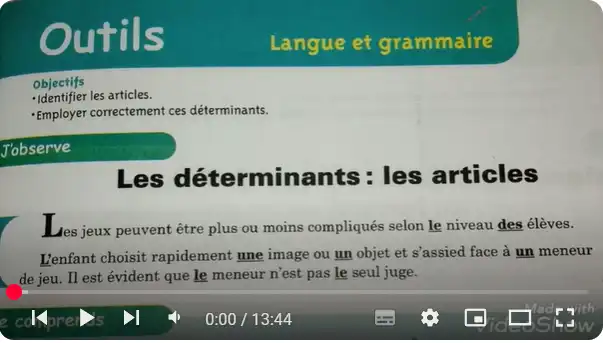 Outils
Langue et grammaire
Objectifs
•Identifier les articles.
•Employer correctement ces déterminants.
J'observe
Les déterminants : les articles
Les jeux peuvent être plus ou moins compliqués selon le niveau des élèves.
L'enfant choisit rapidement une image ou un objet et s'assied face à un meneur
de jeu. Il est évident que le meneur n'est pas le seul juge.
e comprends
0:00 / 13:44
Made with
VideoShow